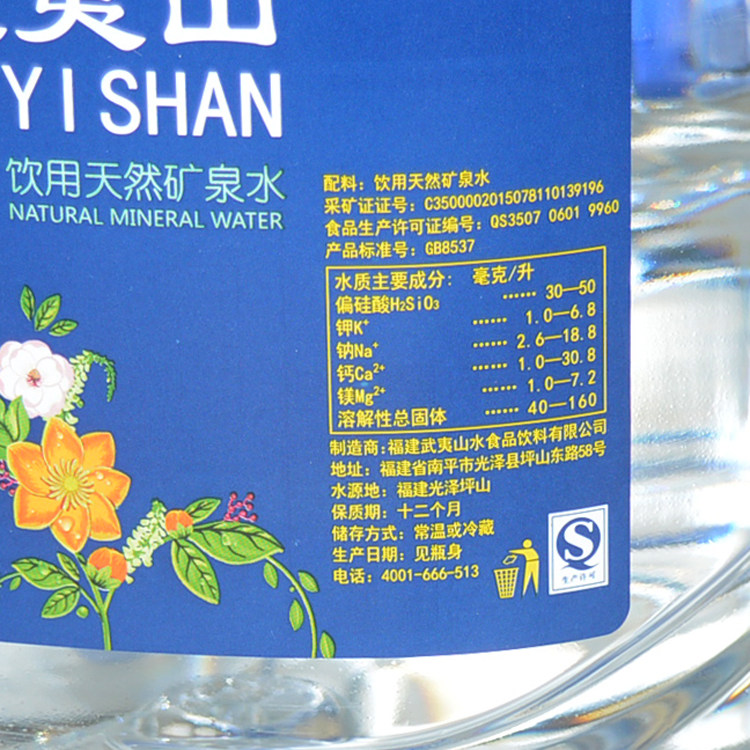 夷山
YISHAN
饮用天然矿泉水
NATURAL MINERAL WATER
配料：饮用天然矿泉水
采矿证证号：C3500002015078110139196
食品生产许可证编号：QS3507 0601 9960
产品标准号：GB8537
水质主要成分： 毫克/升
偏硅酸H₂SiO₃ ······ 30—50
钾K⁺ ······ 1.0—6.8
钠Na⁺ ······ 2.6—18.8
钙Ca²⁺ ······ 1.0—30.8
镁Mg²⁺ ······ 1.0—7.2
溶解性总固体 ······ 40—160
制造商:福建武夷山水食品饮料有限公司
地址：福建省南平市光泽县坪山东路58号
水源地：福建光泽坪山
保质期：十二个月
储存方式：常温或冷藏
生产日期：见瓶身
电话：4001-666-513
生产许可